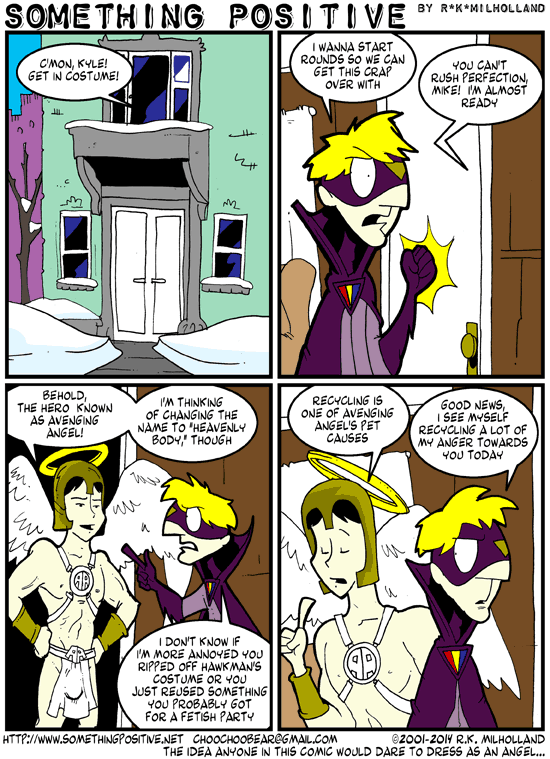 SOMETHING POSITIVE BY R*K*MILHOLLAND
C'MON, KYLE!
GET IN COSTUME!
I WANNA START
ROUNDS SO WE CAN
GET THIS CRAP
OVER WITH
YOU CAN'T
RUSH PERFECTION,
MIKE! I'M ALMOST
READY
BEHOLD,
THE HERO KNOWN
AS AVENGING
ANGEL!
I'M THINKING
OF CHANGING THE
NAME TO "HEAVENLY
BODY," THOUGH
I DON'T KNOW IF
I'M MORE ANNOYED YOU
RIPPED OFF HAWKMAN'S
COSTUME OR YOU
JUST REUSED SOMETHING
YOU PROBABLY GOT
FOR A FETISH PARTY
RECYCLING IS
ONE OF AVENGING
ANGEL'S PET
CAUSES
GOOD NEWS,
I SEE MYSELF
RECYCLING A LOT OF
MY ANGER TOWARDS
YOU TODAY
HTTP://WWW.SOMETHINGPOSITIVE.NET CHOOCHOOBEAR@GMAIL.COM ©2001-2014 R.K. MILHOLLAND
THE IDEA ANYONE IN THIS COMIC WOULD DARE TO DRESS AS AN ANGEL...